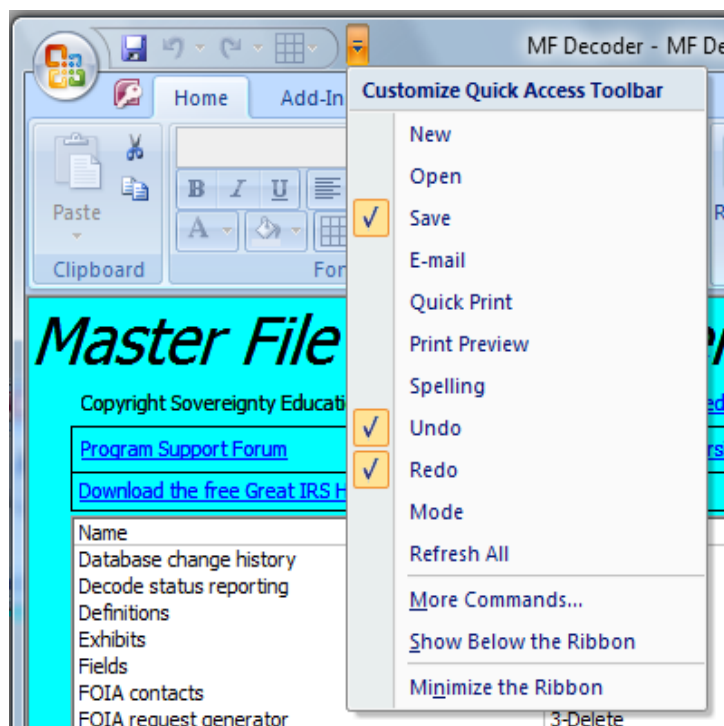 MF Decoder - MF De
Home Add-In
Customize Quick Access Toolbar
New
Open
Save
E-mail
Quick Print
Print Preview
Spelling
Undo
Redo
Mode
Refresh All
More Commands...
Show Below the Ribbon
Minimize the Ribbon
B I U
A
Paste
Clipboard
For
R
Master File
Copyright Sovereignty Educati
ed
Program Support Forum
rs
Download the free Great IRS H
Name
Database change history
Decode status reporting
Definitions
Exhibits
Fields
FOIA contacts
FOIA request generator
3-Delete